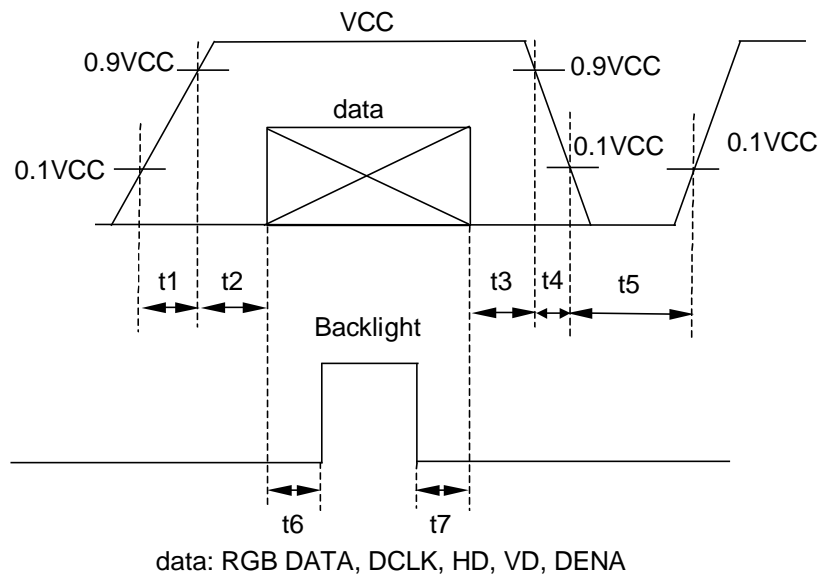 VCC
0.9VCC
0.9VCC
data
0.1VCC
0.1VCC
0.1VCC
t1
t2
t3
t4
t5
Backlight
t6
t7
data: RGB DATA, DCLK, HD, VD, DENA